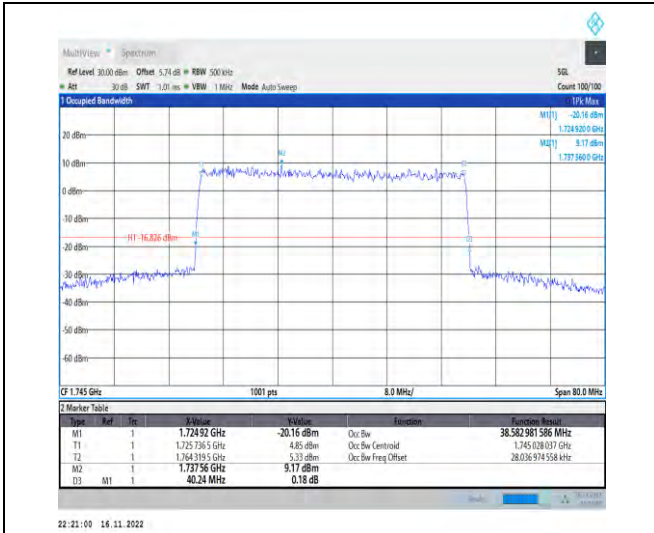 MultiView Spectrum
Ref Level 30.00 dBm Offset 5.74 dB RBW 500 kHz SGL
Att 30 dB SWT 1.01 ms VBW 1 MHz Mode Auto Sweep Count 100/100
1 Occupied Bandwidth 1Pk Max
M1[1] -20.16 dBm
1.724 920 0 GHz
20 dBm M2[1] 9.17 dBm
1.737 560 0 GHz
M2
10 dBm
0 dBm
-10 dBm
H1 -16.826 dBm M1
-20 dBm
-30 dBm
-40 dBm
-50 dBm
-60 dBm
CF 1.745 GHz 1001 pts 8.0 MHz/ Span 80.0 MHz
2 Marker Table
Type Ref Trc X-Value Y-Value Function Function Result
M1 1 1.724 92 GHz -20.16 dBm Occ Bw 38.582 981 586 MHz
T1 1 1.725 736 5 GHz 4.85 dBm Occ Bw Centroid 1.745 028 037 GHz
T2 1 1.764 319 5 GHz 5.33 dBm Occ Bw Freq Offset 28.036 974 558 kHz
M2 1 1.737 56 GHz 9.17 dBm
D3 M1 1 40.24 MHz 0.18 dB
22:21:00 16.11.2022